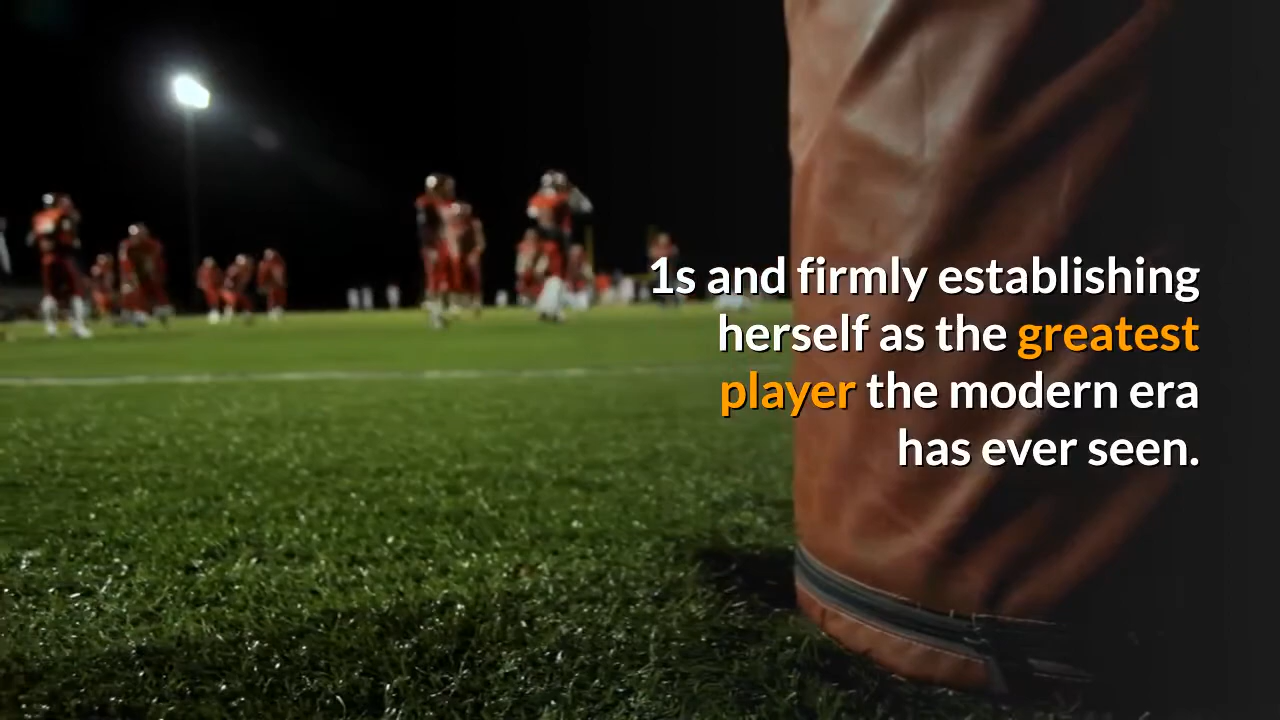 1s and firmly establishing
herself as the greatest
player the modern era
has ever seen.